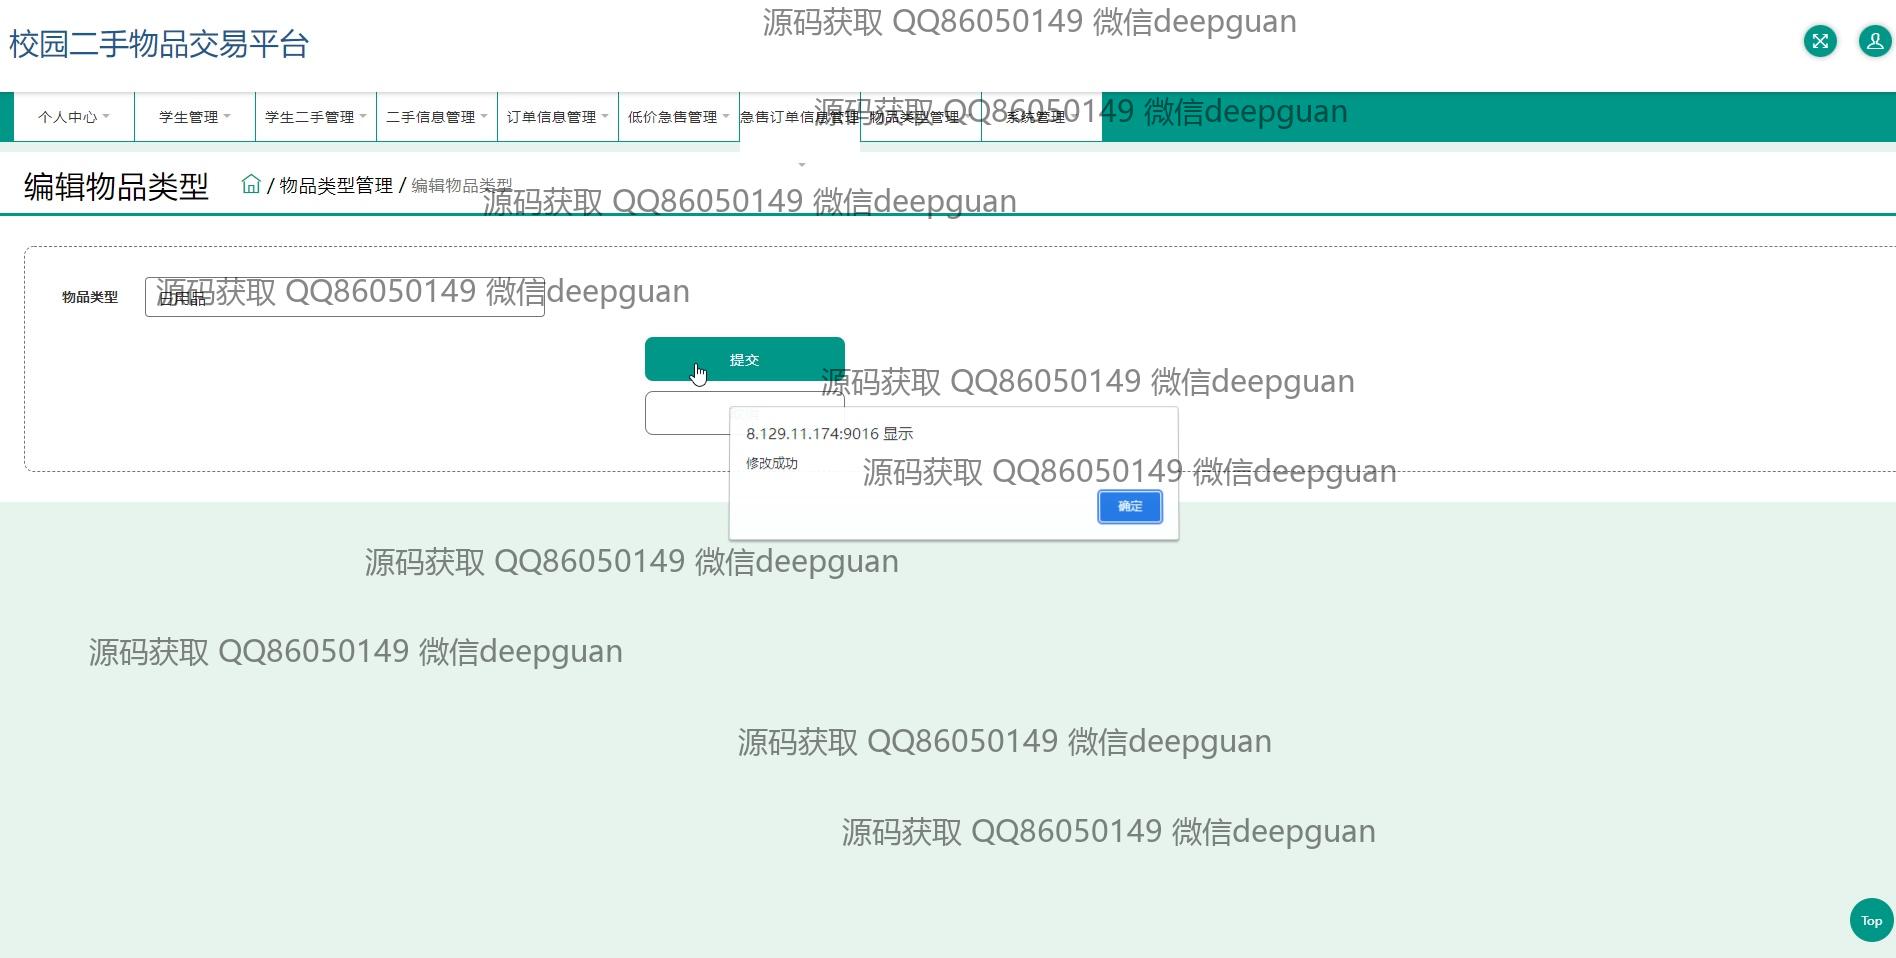 源码获取 QQ86050149 微信deepguan
校园二手物品交易平台
个人中心 学生管理 学生二手管理 二手信息管理 订单信息管理 低价急售管理 急售订单信息管理 物品类型管理 系统管理
源码获取 QQ86050149 微信deepguan
编辑物品类型 / 物品类型管理 / 编辑物品类型
源码获取 QQ86050149 微信deepguan
物品类型 日用品
源码获取 QQ86050149 微信deepguan
提交
源码获取 QQ86050149 微信deepguan
8.129.11.174:9016 显示
修改成功
源码获取 QQ86050149 微信deepguan
确定
源码获取 QQ86050149 微信deepguan
源码获取 QQ86050149 微信deepguan
源码获取 QQ86050149 微信deepguan
源码获取 QQ86050149 微信deepguan
Top